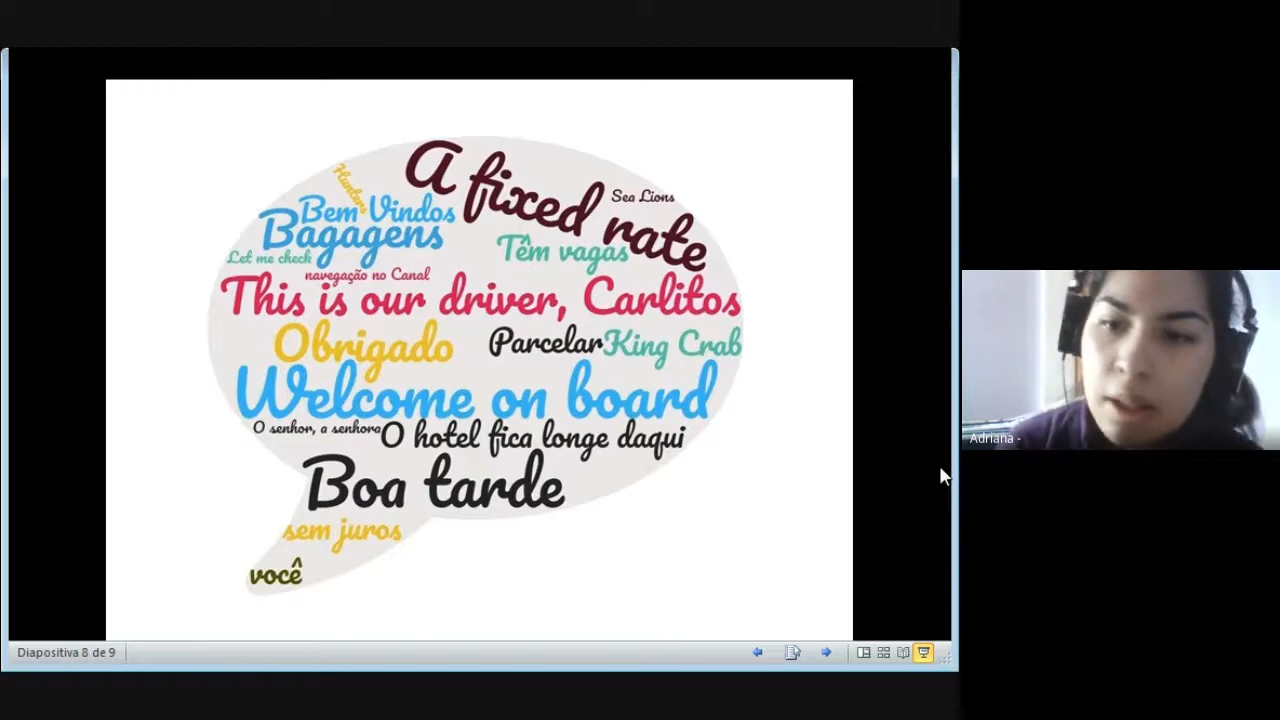 A fixed rate
Hunters
Sea Lions
Bem Vindos
Bagagens
Têm vagas
Let me check
navegação no Canal
This is our driver, Carlitos
Obrigado
Parcelar
King Crab
Welcome on board
O senhor, a senhora
O hotel fica longe daqui
Boa tarde
sem juros
você
Adriana -
Diapositiva 8 de 9